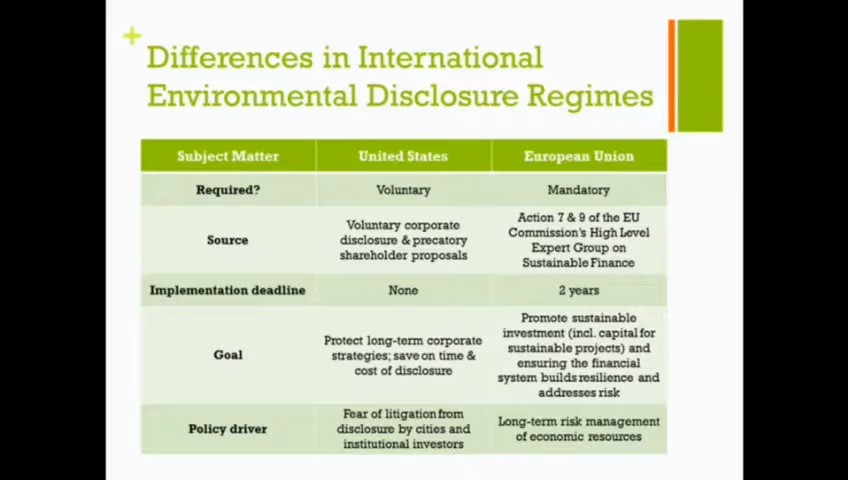 +
Differences in International
Environmental Disclosure Regimes
Subject Matter United States European Union
Required? Voluntary Mandatory
Source
Voluntary corporate
disclosure & precatory
shareholder proposals
Action 7 & 9 of the EU
Commission's High Level
Expert Group on
Sustainable Finance
Implementation deadline None 2 years
Goal
Protect long-term corporate
strategies; save on time &
cost of disclosure
Promote sustainable
investment (incl. capital for
sustainable projects) and
ensuring the financial
system builds resilience and
addresses risk
Policy driver
Fear of litigation from
disclosure by cities and
institutional investors
Long-term risk management
of economic resources